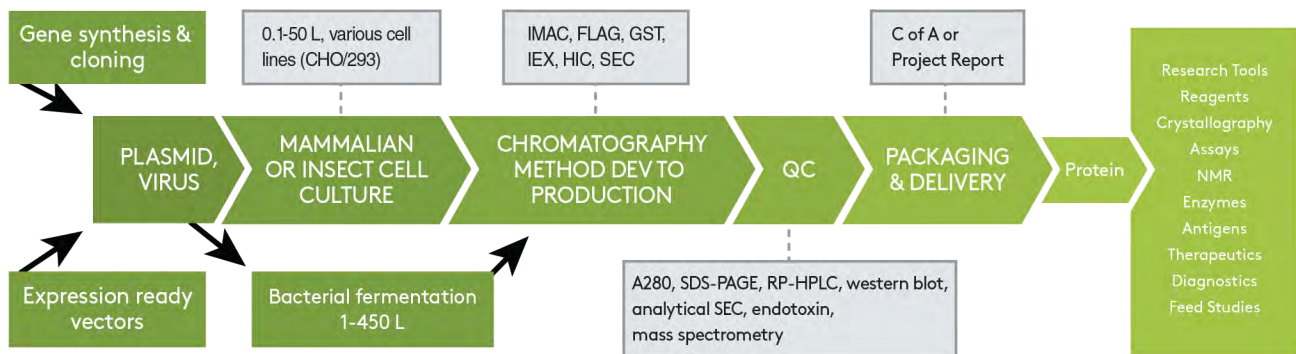 Gene synthesis &
cloning
0.1-50 L, various cell
lines (CHO/293)
IMAC, FLAG, GST,
IEX, HIC, SEC
C of A or
Project Report
PLASMID,
VIRUS
MAMMALIAN
OR INSECT CELL
CULTURE
CHROMATOGRAPHY
METHOD DEV TO
PRODUCTION
QC
PACKAGING
& DELIVERY
Protein
Research Tools
Reagents
Crystallography
Assays
NMR
Enzymes
Antigens
Therapeutics
Diagnostics
Feed Studies
Expression ready
vectors
Bacterial fermentation
1-450 L
A280, SDS-PAGE, RP-HPLC, western blot,
analytical SEC, endotoxin,
mass spectrometry